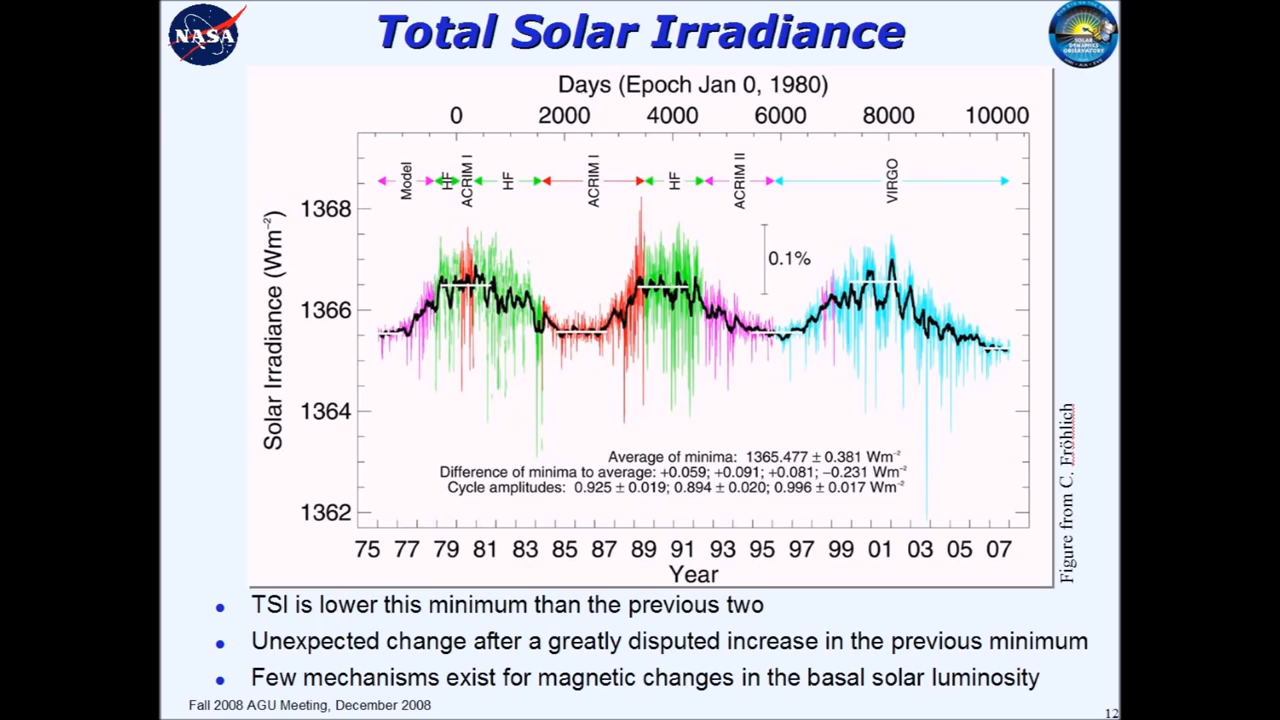 NASA
Total Solar Irradiance
SOLAR DYNAMICS
OBSERVATORY
Days (Epoch Jan 0, 1980)
0 2000 4000 6000 8000 10000
Model HF ACRIM I HF ACRIM I HF ACRIM II VIRGO
Solar Irradiance (Wm⁻²)
1368
0.1%
1366
1364
1362
Average of minima: 1365.477 ± 0.381 Wm⁻²
Difference of minima to average: +0.059; +0.091; +0.081; −0.231 Wm⁻²
Cycle amplitudes: 0.925 ± 0.019; 0.894 ± 0.020; 0.996 ± 0.017 Wm⁻²
75 77 79 81 83 85 87 89 91 93 95 97 99 01 03 05 07
Year
Figure from C. Fröhlich
• TSI is lower this minimum than the previous two
• Unexpected change after a greatly disputed increase in the previous minimum
• Few mechanisms exist for magnetic changes in the basal solar luminosity
Fall 2008 AGU Meeting, December 2008
12